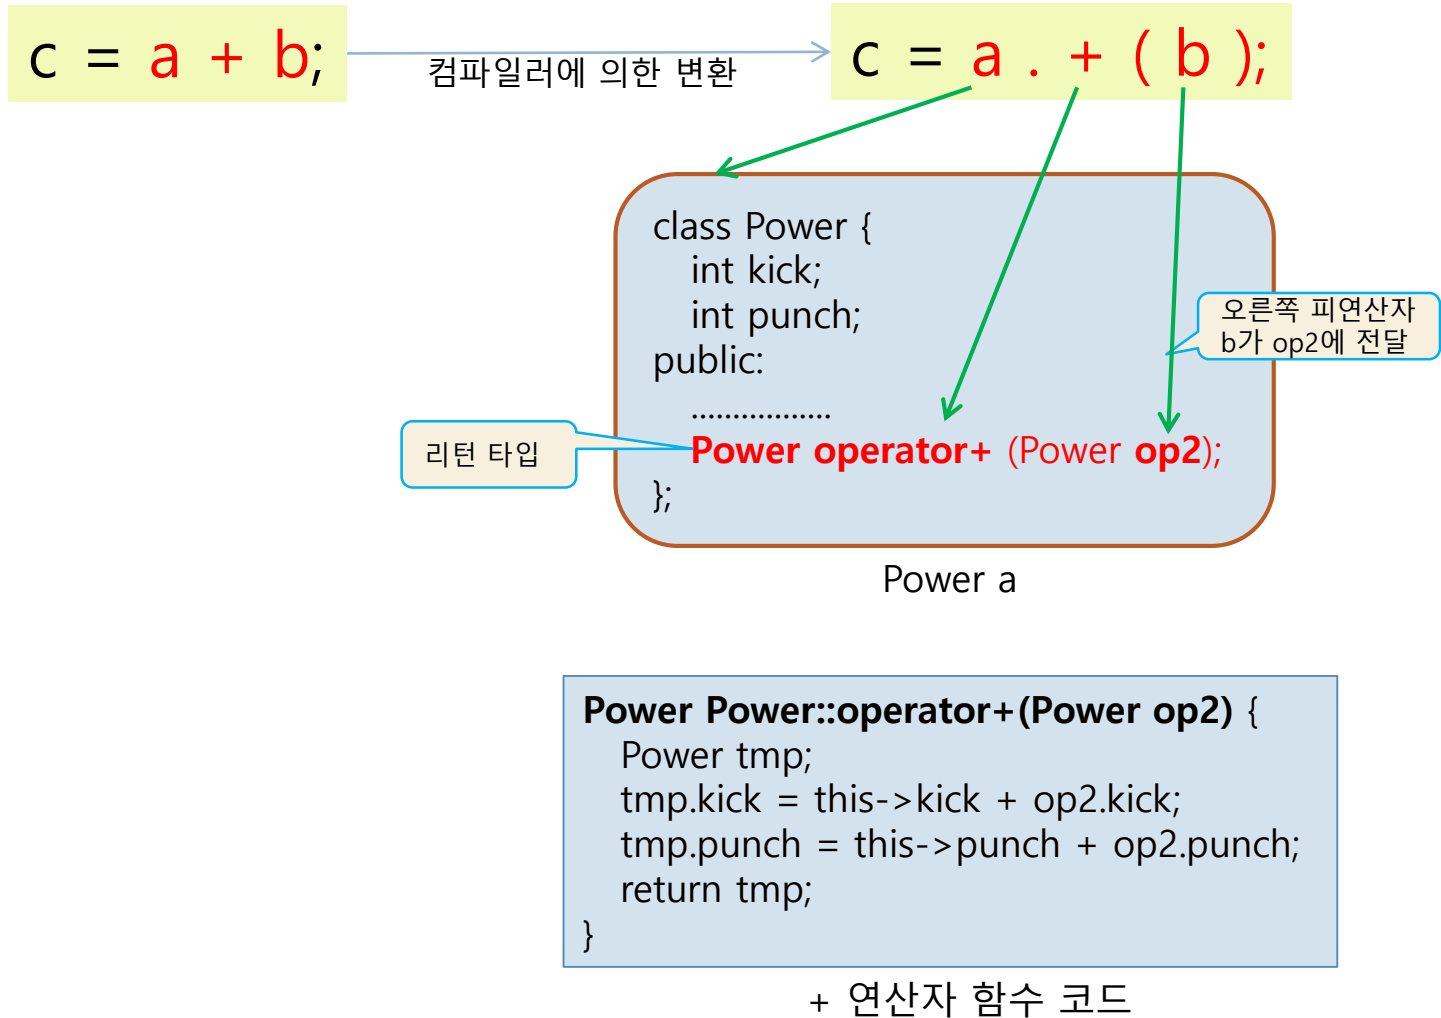 c = a + b;
컴파일러에 의한 변환
c = a . + ( b );
class Power {
int kick;
int punch;
public:
.................
Power operator+ (Power op2);
};
오른쪽 피연산자
b가 op2에 전달
리턴 타입
Power a
Power Power::operator+(Power op2) {
Power tmp;
tmp.kick = this->kick + op2.kick;
tmp.punch = this->punch + op2.punch;
return tmp;
}
+ 연산자 함수 코드